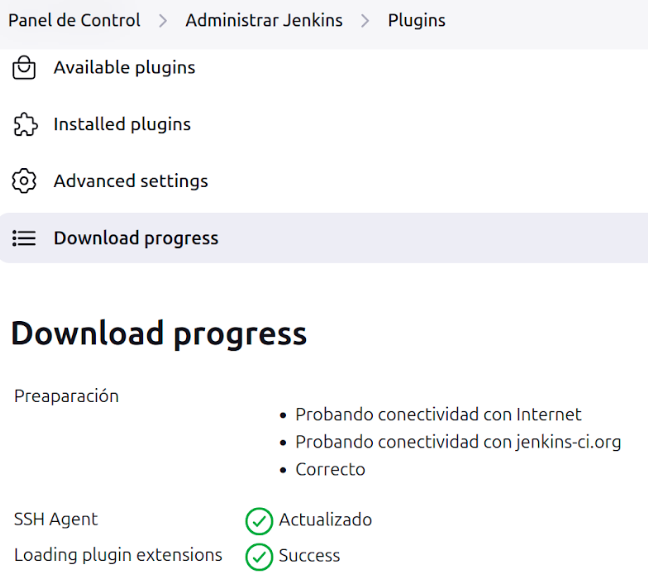 Panel de Control > Administrar Jenkins > Plugins
Available plugins
Installed plugins
Advanced settings
Download progress
Download progress
Preaparación
• Probando conectividad con Internet
• Probando conectividad con jenkins-ci.org
• Correcto
SSH Agent Actualizado
Loading plugin extensions Success